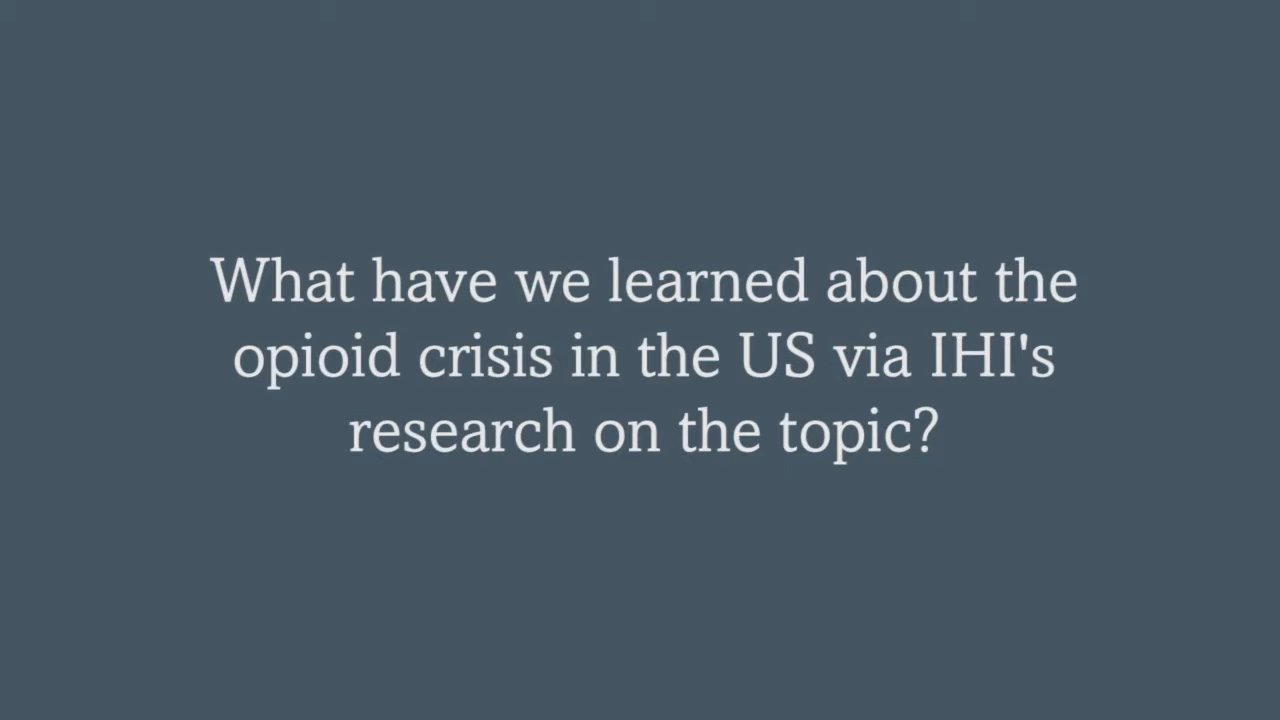 What have we learned about the
opioid crisis in the US via IHI's
research on the topic?